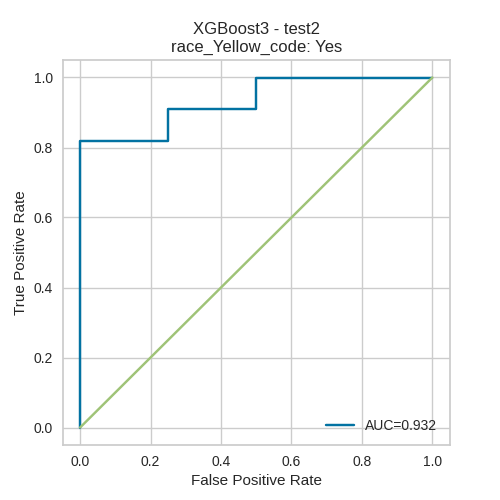 XGBoost3 - test2
race_Yellow_code: Yes
1.0
0.8
0.6
0.4
0.2
0.0
True Positive Rate
AUC=0.932
0.0 0.2 0.4 0.6 0.8 1.0
False Positive Rate